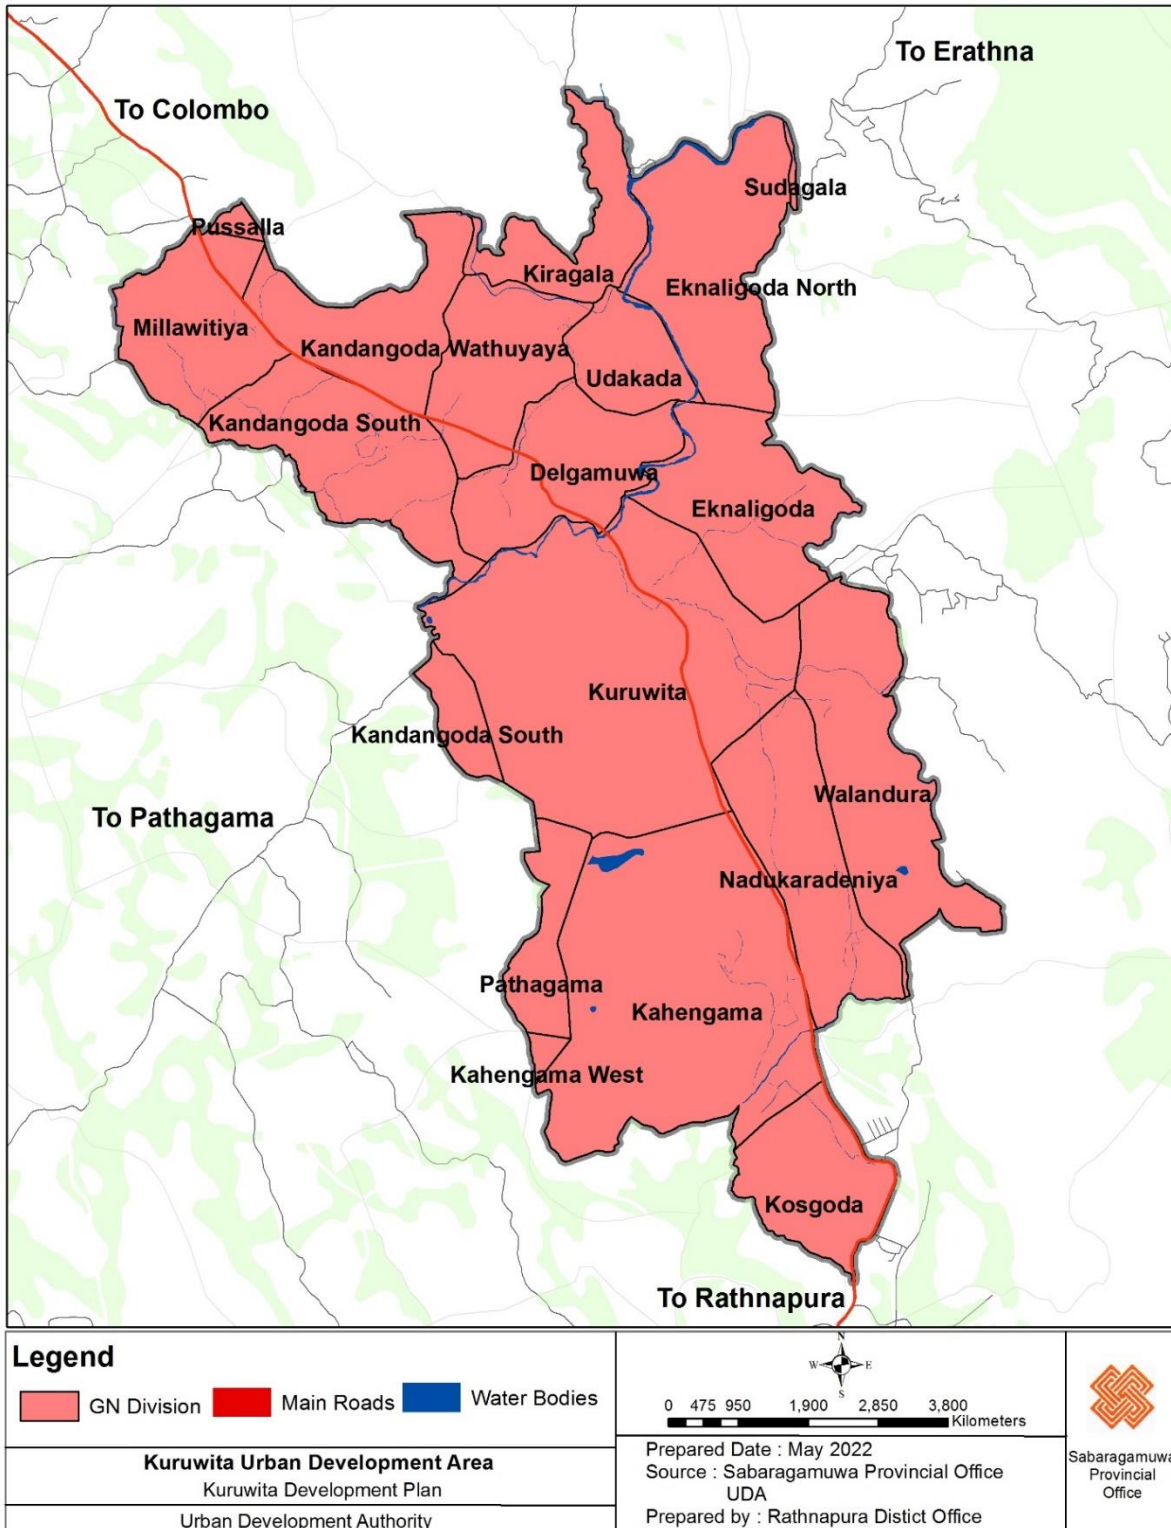 To Erathna
To Colombo
Sudagala
Pussalla
Kiragala
Eknaligoda North
Millawitiya
Kandangoda
Wathuyaya
Udakada
Kandangoda South
Delgamuwa
Eknaligoda
Kuruwita
Kandangoda South
Walandura
To Pathagama
Nadukaradeniya
Pathagama
Kahengama
Kahengama West
Kosgoda
To Rathnapura
Legend
GN Division
Main Roads
Water Bodies
Kuruwita Urban Development Area
Kuruwita Development Plan
Urban Development Authority
N
W E
S
0 475 950 1,900 2,850 3,800
Kilometers
Prepared Date : May 2022
Source : Sabaragamuwa Provincial Office
UDA
Prepared by : Rathnapura Distict Office
Sabaragamuwa
Provincial
Office